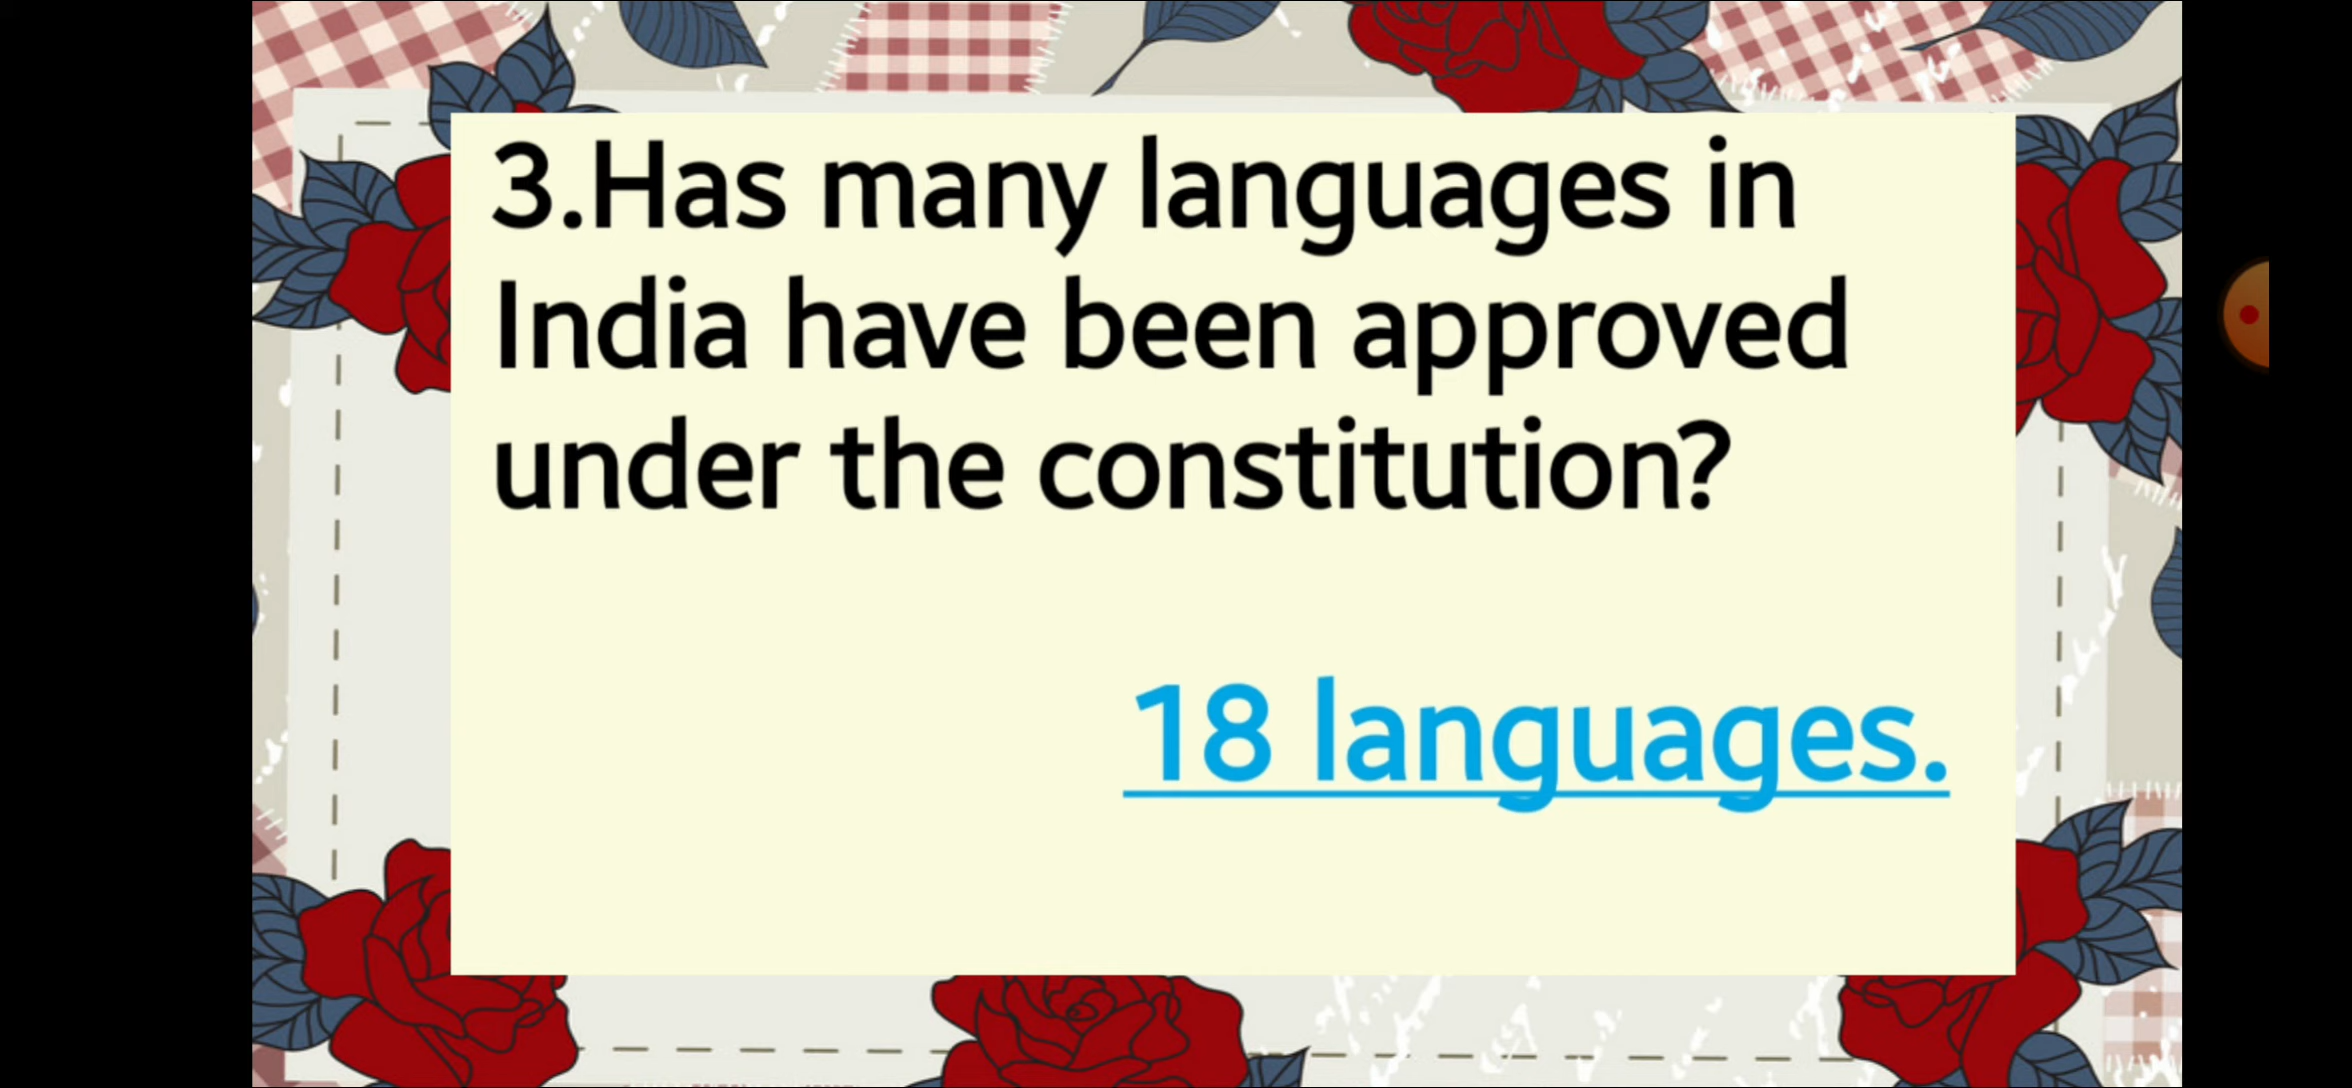 3.Has many languages in
India have been approved
under the constitution?
18 languages.